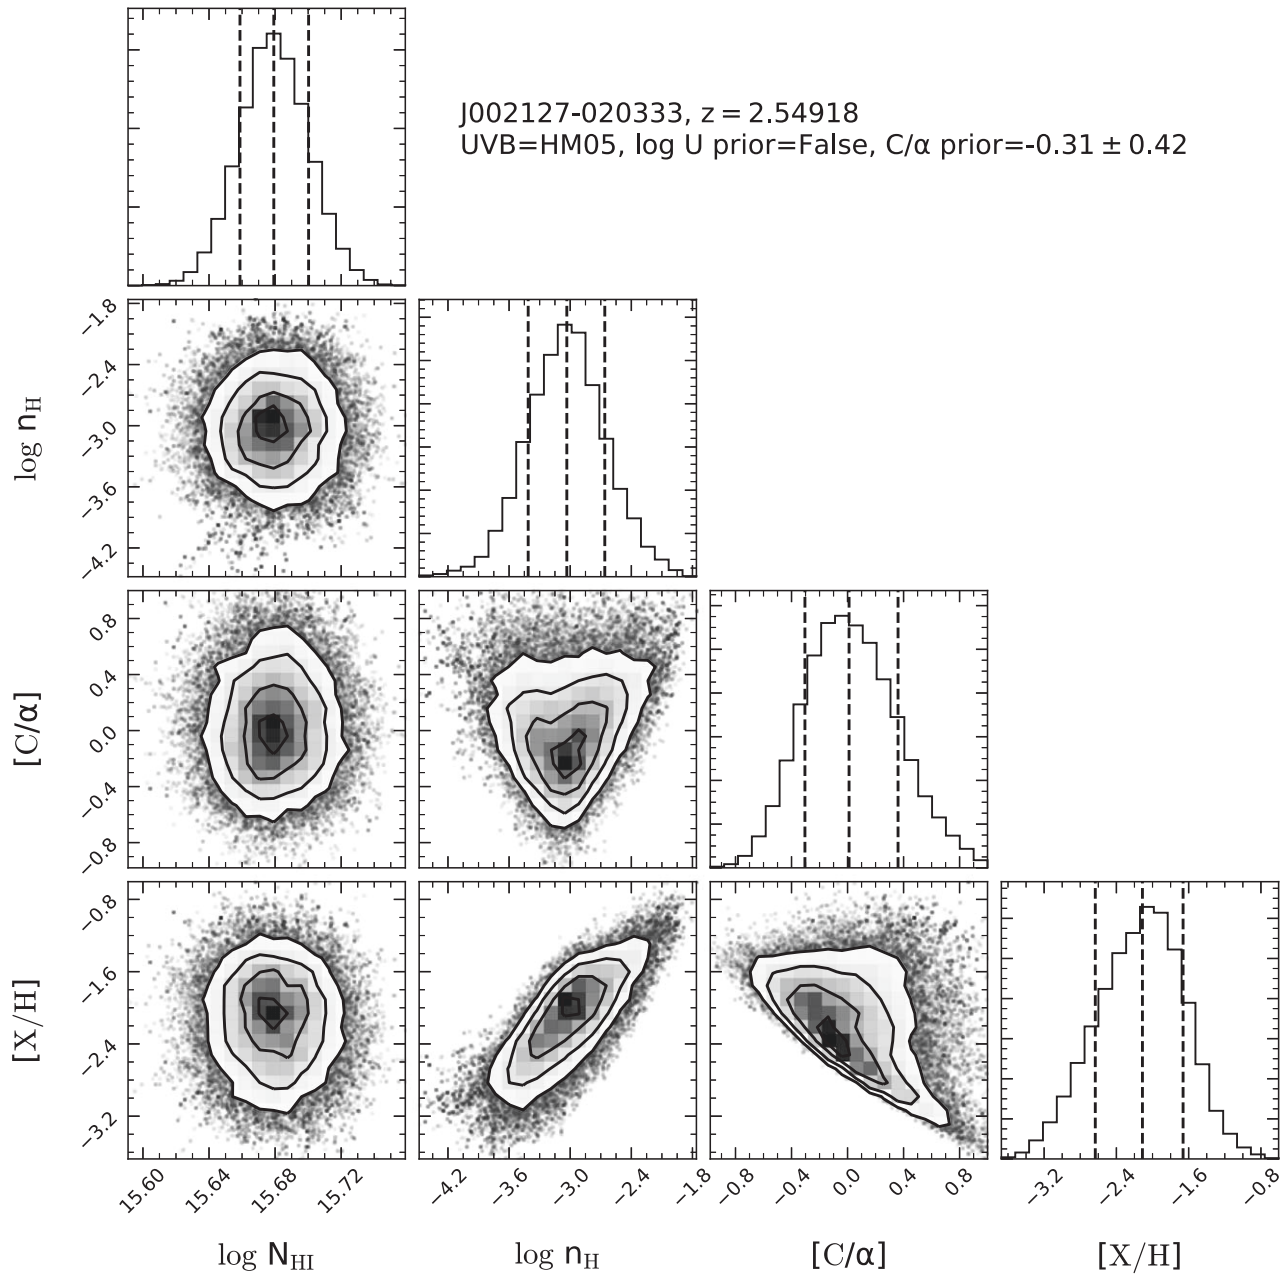 J002127-020333, z = 2.54918
UVB=HM05, log U prior=False, C/α prior=-0.31 ± 0.42
log n_H
−1.8
−2.4
−3.0
−3.6
−4.2
[C/α]
0.8
0.4
0.0
−0.4
−0.8
[X/H]
−0.8
−1.6
−2.4
−3.2
15.60 15.64 15.68 15.72
−4.2 −3.6 −3.0 −2.4 −1.8
−0.8 −0.4 0.0 0.4 0.8
−3.2 −2.4 −1.6 −0.8
log N_HI log n_H [C/α] [X/H]